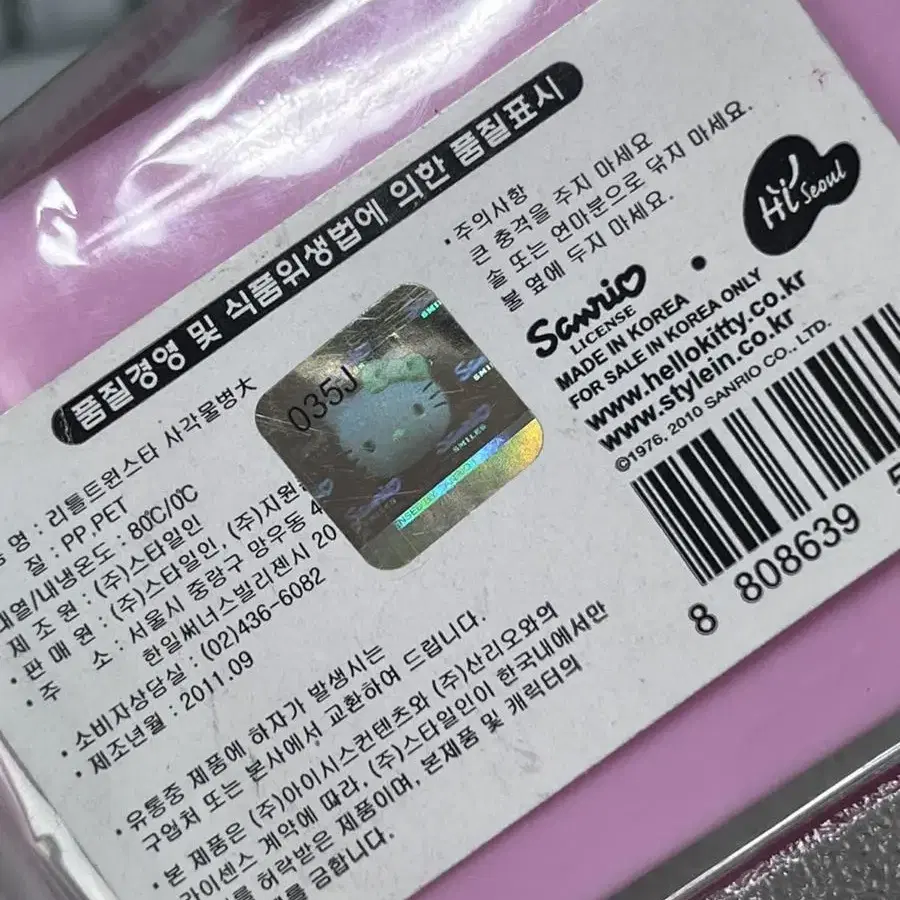 품질경영 및 식품위생법에 의한 품질표시
명 : 리틀트윈스타 사각물병大
질 : PP,PET
내열/내냉온도 : 80℃/0℃
제 조 원 : (주)스타일인
· 판 매 원 : (주)스타일인, (주)지원
· 주 소 : 서울시 중랑구 망우동 4
한일써너스빌리젠시 20
· 소비자상담실 : (02)436-6082
· 제조년월 : 2011.09
· 유통중 제품에 하자가 발생시는
구입처 또는 본사에서 교환하여 드립니다.
· 본 제품은 (주)아이시스컨텐츠와 (주)산리오와의
라이센스 계약에 따라, (주)스타일인이 한국내에서만
를 허락받은 제품이며, 본제품 및 캐릭터의
를 금합니다.
· 주의사항
큰 충격을 주지 마세요
솔 또는 연마분으로 닦지 마세요.
불 옆에 두지 마세요.
Hi Seoul
Sanrio
LICENSE
MADE IN KOREA
FOR SALE IN KOREA ONLY
www.hellokitty.co.kr
www.stylein.co.kr
©1976, 2010 SANRIO CO., LTD.
035J
Sanrio
SMILES
8 808639 5